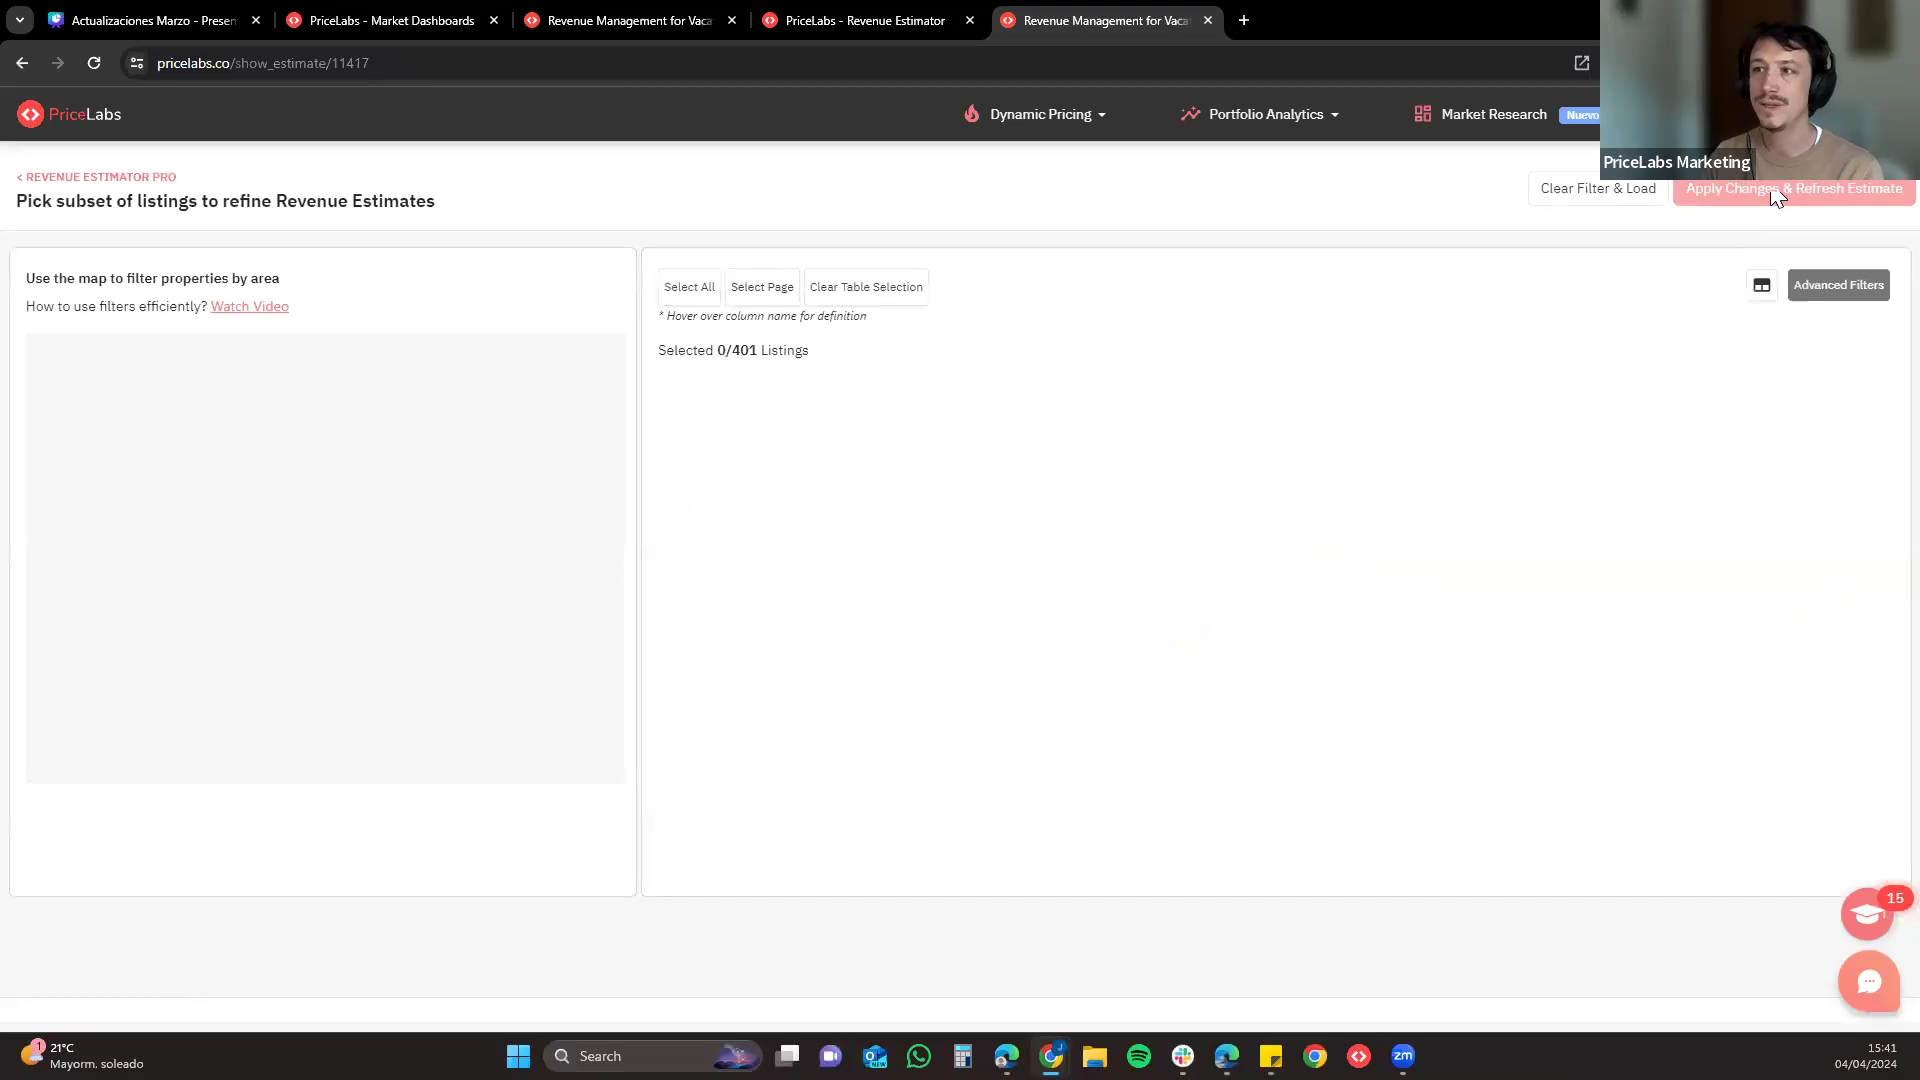 Actualizaciones Marzo - Presen
PriceLabs - Market Dashboards
Revenue Management for Vaca
PriceLabs - Revenue Estimator
Revenue Management for Vaca
pricelabs.co/show_estimate/11417
PriceLabs
Dynamic Pricing
Portfolio Analytics
Market Research
Nuevo
PriceLabs Marketing
< REVENUE ESTIMATOR PRO
Pick subset of listings to refine Revenue Estimates
Clear Filter & Load
Apply Changes & Refresh Estimate
Use the map to filter properties by area
How to use filters efficiently? Watch Video
Select All
Select Page
Clear Table Selection
Advanced Filters
* Hover over column name for definition
Selected 0/401 Listings
15
1
21°C
Mayorm. soleado
Search
NEW
zm
15:41
04/04/2024